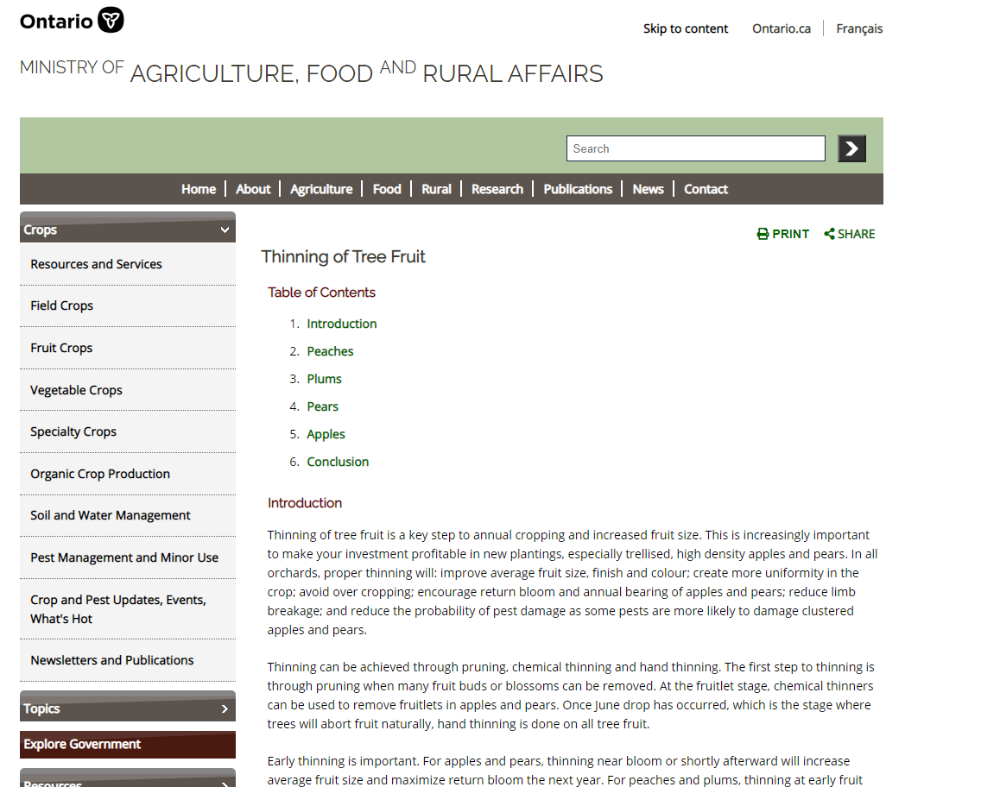 Ontario
Skip to content
Ontario.ca
Français
MINISTRY OF AGRICULTURE, FOOD AND RURAL AFFAIRS
Search
Home
About
Agriculture
Food
Rural
Research
Publications
News
Contact
Crops
Resources and Services
Field Crops
Fruit Crops
Vegetable Crops
Specialty Crops
Organic Crop Production
Soil and Water Management
Pest Management and Minor Use
Crop and Pest Updates, Events,
What's Hot
Newsletters and Publications
Topics
Explore Government
Resources
PRINT
SHARE
Thinning of Tree Fruit
Table of Contents
1. Introduction
2. Peaches
3. Plums
4. Pears
5. Apples
6. Conclusion
Introduction
Thinning of tree fruit is a key step to annual cropping and increased fruit size. This is increasingly important
to make your investment profitable in new plantings, especially trellised, high density apples and pears. In all
orchards, proper thinning will: improve average fruit size, finish and colour; create more uniformity in the
crop; avoid over cropping; encourage return bloom and annual bearing of apples and pears; reduce limb
breakage; and reduce the probability of pest damage as some pests are more likely to damage clustered
apples and pears.
Thinning can be achieved through pruning, chemical thinning and hand thinning. The first step to thinning is
through pruning when many fruit buds or blossoms can be removed. At the fruitlet stage, chemical thinners
can be used to remove fruitlets in apples and pears. Once June drop has occurred, which is the stage where
trees will abort fruit naturally, hand thinning is done on all tree fruit.
Early thinning is important. For apples and pears, thinning near bloom or shortly afterward will increase
average fruit size and maximize return bloom the next year. For peaches and plums, thinning at early fruit